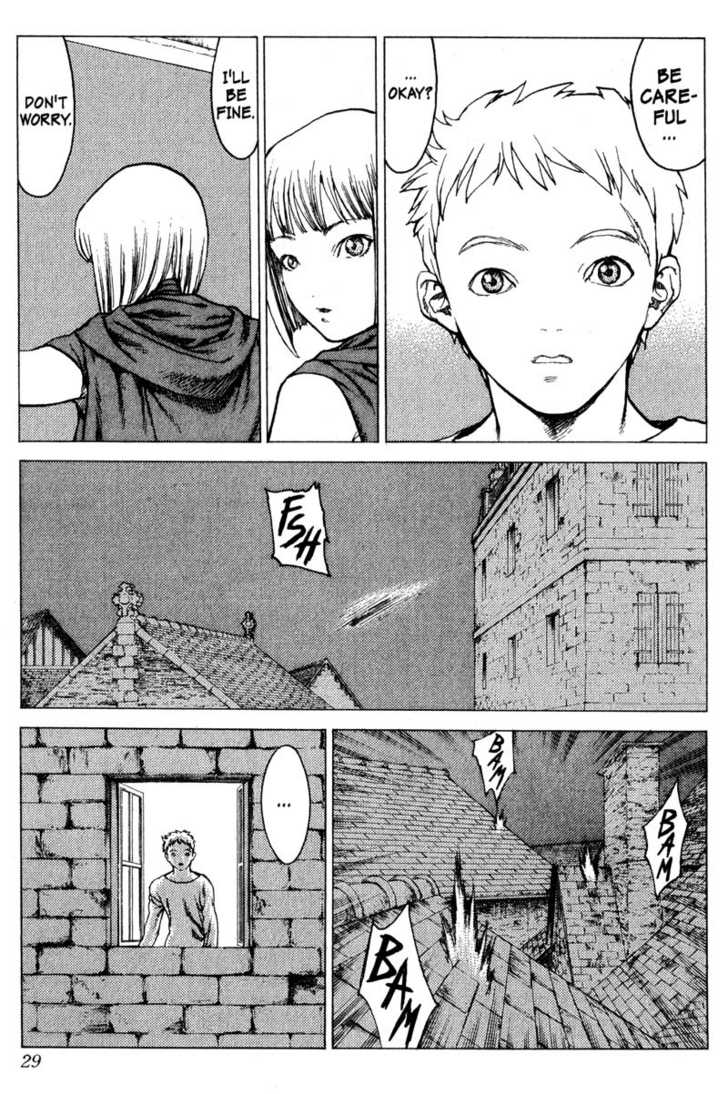 BE
CARE-
FUL
...
...
OKAY?
I'LL
BE
FINE.
DON'T
WORRY.
FSH
BAM
BAM
BAM
...
29